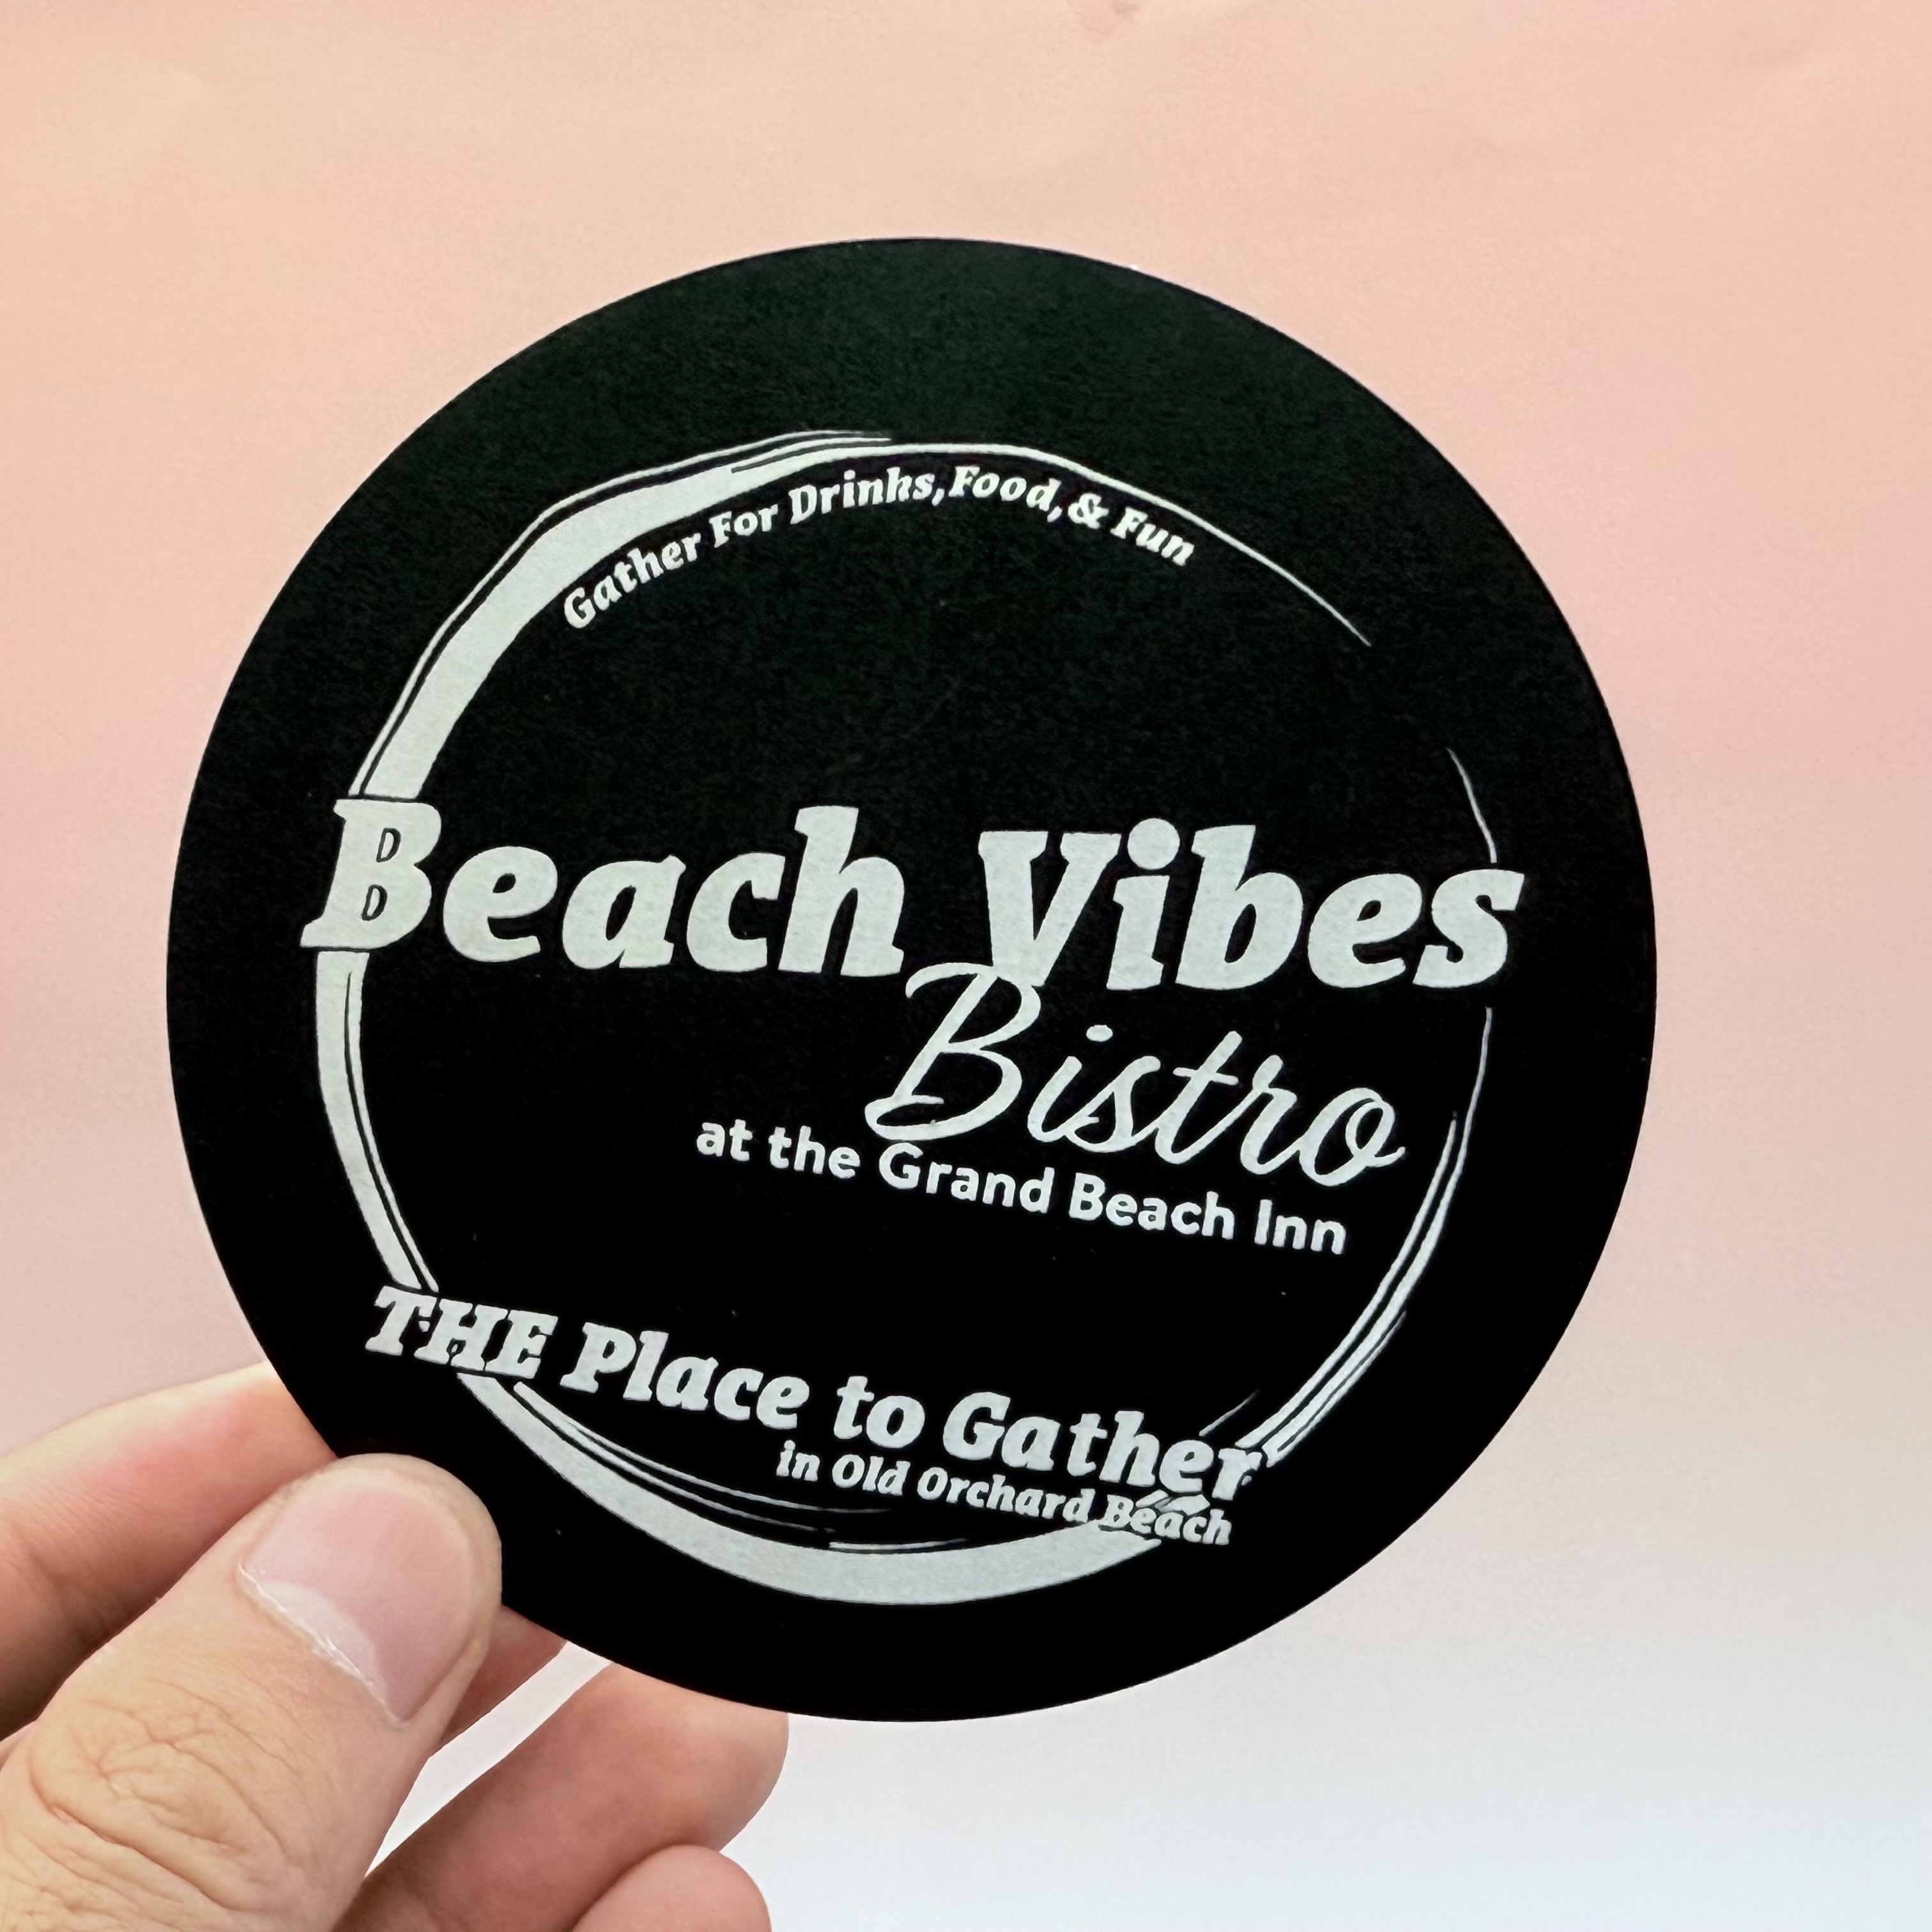 Gather For Drinks, Food, & Fun
Beach Vibes
Bistro
at the Grand Beach Inn
THE Place to Gather
in Old Orchard Beach